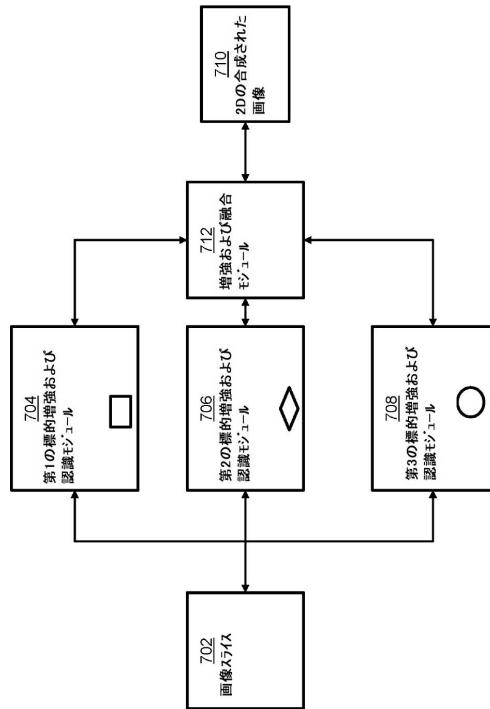 702
画像スライス
704
第1の標的増強および
認識モジュール
706
第2の標的増強および
認識モジュール
708
第3の標的増強および
認識モジュール
712
増強および融合
モジュール
710
2Dの合成された
画像